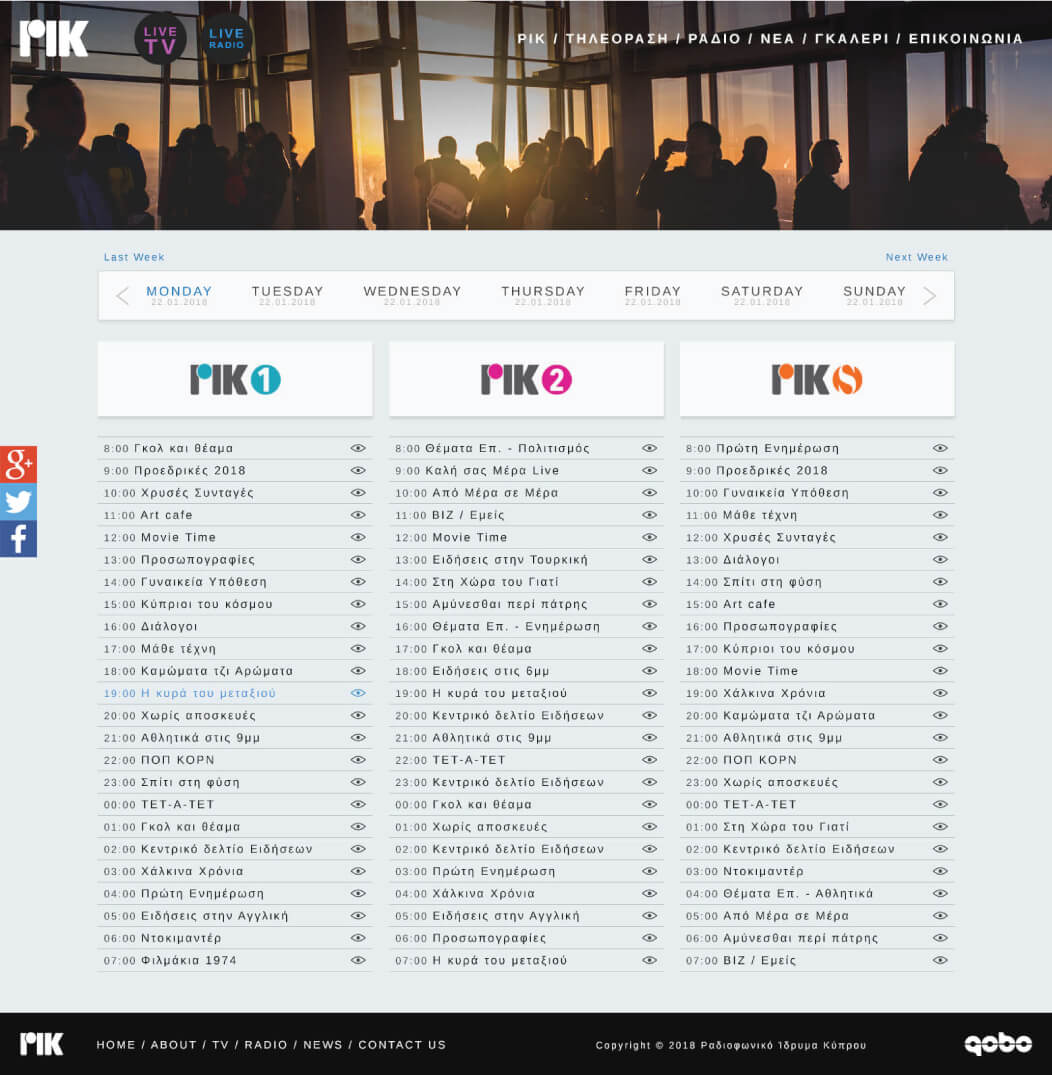 ΡΙΚ
LIVE TV
LIVE RADIO
ΡΙΚ / ΤΗΛΕΟΡΑΣΗ / ΡΑΔΙΟ / ΝΕΑ / ΓΚΑΛΕΡΙ / ΕΠΙΚΟΙΝΩΝΙΑ
Last Week
Next Week
MONDAY TUESDAY WEDNESDAY THURSDAY FRIDAY SATURDAY SUNDAY
22.01.2018 22.01.2018 22.01.2018 22.01.2018 22.01.2018 22.01.2018 22.01.2018
ΡΙΚ 1
8:00 Γκολ και θέαμα
9:00 Προεδρικές 2018
10:00 Χρυσές Συνταγές
11:00 Art cafe
12:00 Movie Time
13:00 Προσωπογραφίες
14:00 Γυναικεία Υπόθεση
15:00 Κύπριοι του κόσμου
16:00 Διάλογοι
17:00 Μάθε τέχνη
18:00 Καμώματα τζι Αρώματα
19:00 Η κυρά του μεταξιού
20:00 Χωρίς αποσκευές
21:00 Αθλητικά στις 9μμ
22:00 ΠΟΠ ΚΟΡΝ
23:00 Σπίτι στη φύση
00:00 ΤΕΤ-Α-ΤΕΤ
01:00 Γκολ και θέαμα
02:00 Κεντρικό δελτίο Ειδήσεων
03:00 Χάλκινα Χρόνια
04:00 Πρώτη Ενημέρωση
05:00 Ειδήσεις στην Αγγλική
06:00 Ντοκιμαντέρ
07:00 Φιλμάκια 1974
ΡΙΚ 2
8:00 Θέματα Επ. - Πολιτισμός
9:00 Καλή σας Μέρα Live
10:00 Από Μέρα σε Μέρα
11:00 ΒΙΖ / Εμείς
12:00 Movie Time
13:00 Ειδήσεις στην Τουρκική
14:00 Στη Χώρα του Γιατί
15:00 Αμύνεσθαι περί πάτρης
16:00 Θέματα Επ. - Ενημέρωση
17:00 Γκολ και θέαμα
18:00 Ειδήσεις στις 6μμ
19:00 Η κυρά του μεταξιού
20:00 Κεντρικό δελτίο Ειδήσεων
21:00 Αθλητικά στις 9μμ
22:00 ΤΕΤ-Α-ΤΕΤ
23:00 Κεντρικό δελτίο Ειδήσεων
00:00 Γκολ και θέαμα
01:00 Χωρίς αποσκευές
02:00 Κεντρικό δελτίο Ειδήσεων
03:00 Πρώτη Ενημέρωση
04:00 Χάλκινα Χρόνια
05:00 Ειδήσεις στην Αγγλική
06:00 Προσωπογραφίες
07:00 Η κυρά του μεταξιού
ΡΙΚ S
8:00 Πρώτη Ενημέρωση
9:00 Προεδρικές 2018
10:00 Γυναικεία Υπόθεση
11:00 Μάθε τέχνη
12:00 Χρυσές Συνταγές
13:00 Διάλογοι
14:00 Σπίτι στη φύση
15:00 Art cafe
16:00 Προσωπογραφίες
17:00 Κύπριοι του κόσμου
18:00 Movie Time
19:00 Χάλκινα Χρόνια
20:00 Καμώματα τζι Αρώματα
21:00 Αθλητικά στις 9μμ
22:00 ΠΟΠ ΚΟΡΝ
23:00 Χωρίς αποσκευές
00:00 ΤΕΤ-Α-ΤΕΤ
01:00 Στη Χώρα του Γιατί
02:00 Κεντρικό δελτίο Ειδήσεων
03:00 Ντοκιμαντέρ
04:00 Θέματα Επ. - Αθλητικά
05:00 Από Μέρα σε Μέρα
06:00 Αμύνεσθαι περί πάτρης
07:00 ΒΙΖ / Εμείς
g+
f
ΡΙΚ
HOME / ABOUT / TV / RADIO / NEWS / CONTACT US
Copyright © 2018 Ραδιοφωνικό Ίδρυμα Κύπρου
qobo